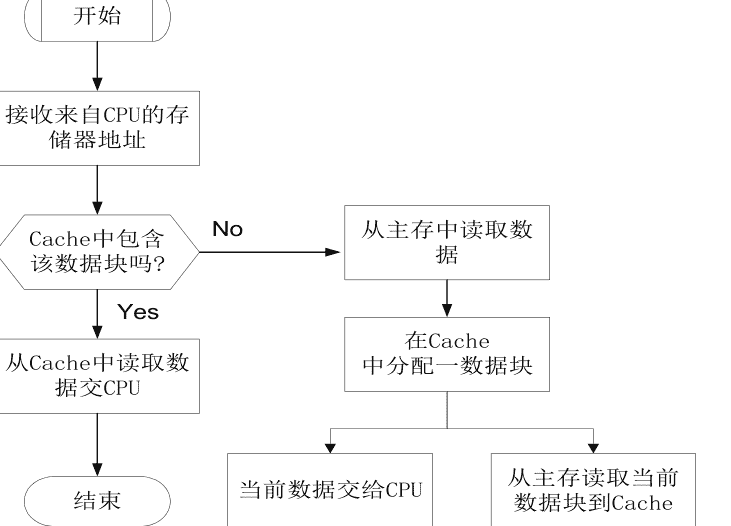 开始
接收来自CPU的存
储器地址
Cache中包含
该数据块吗?
No
从主存中读取数
据
Yes
在Cache
中分配一数据块
从Cache中读取数
据交CPU
当前数据交给CPU
从主存读取当前
数据块到Cache
结束